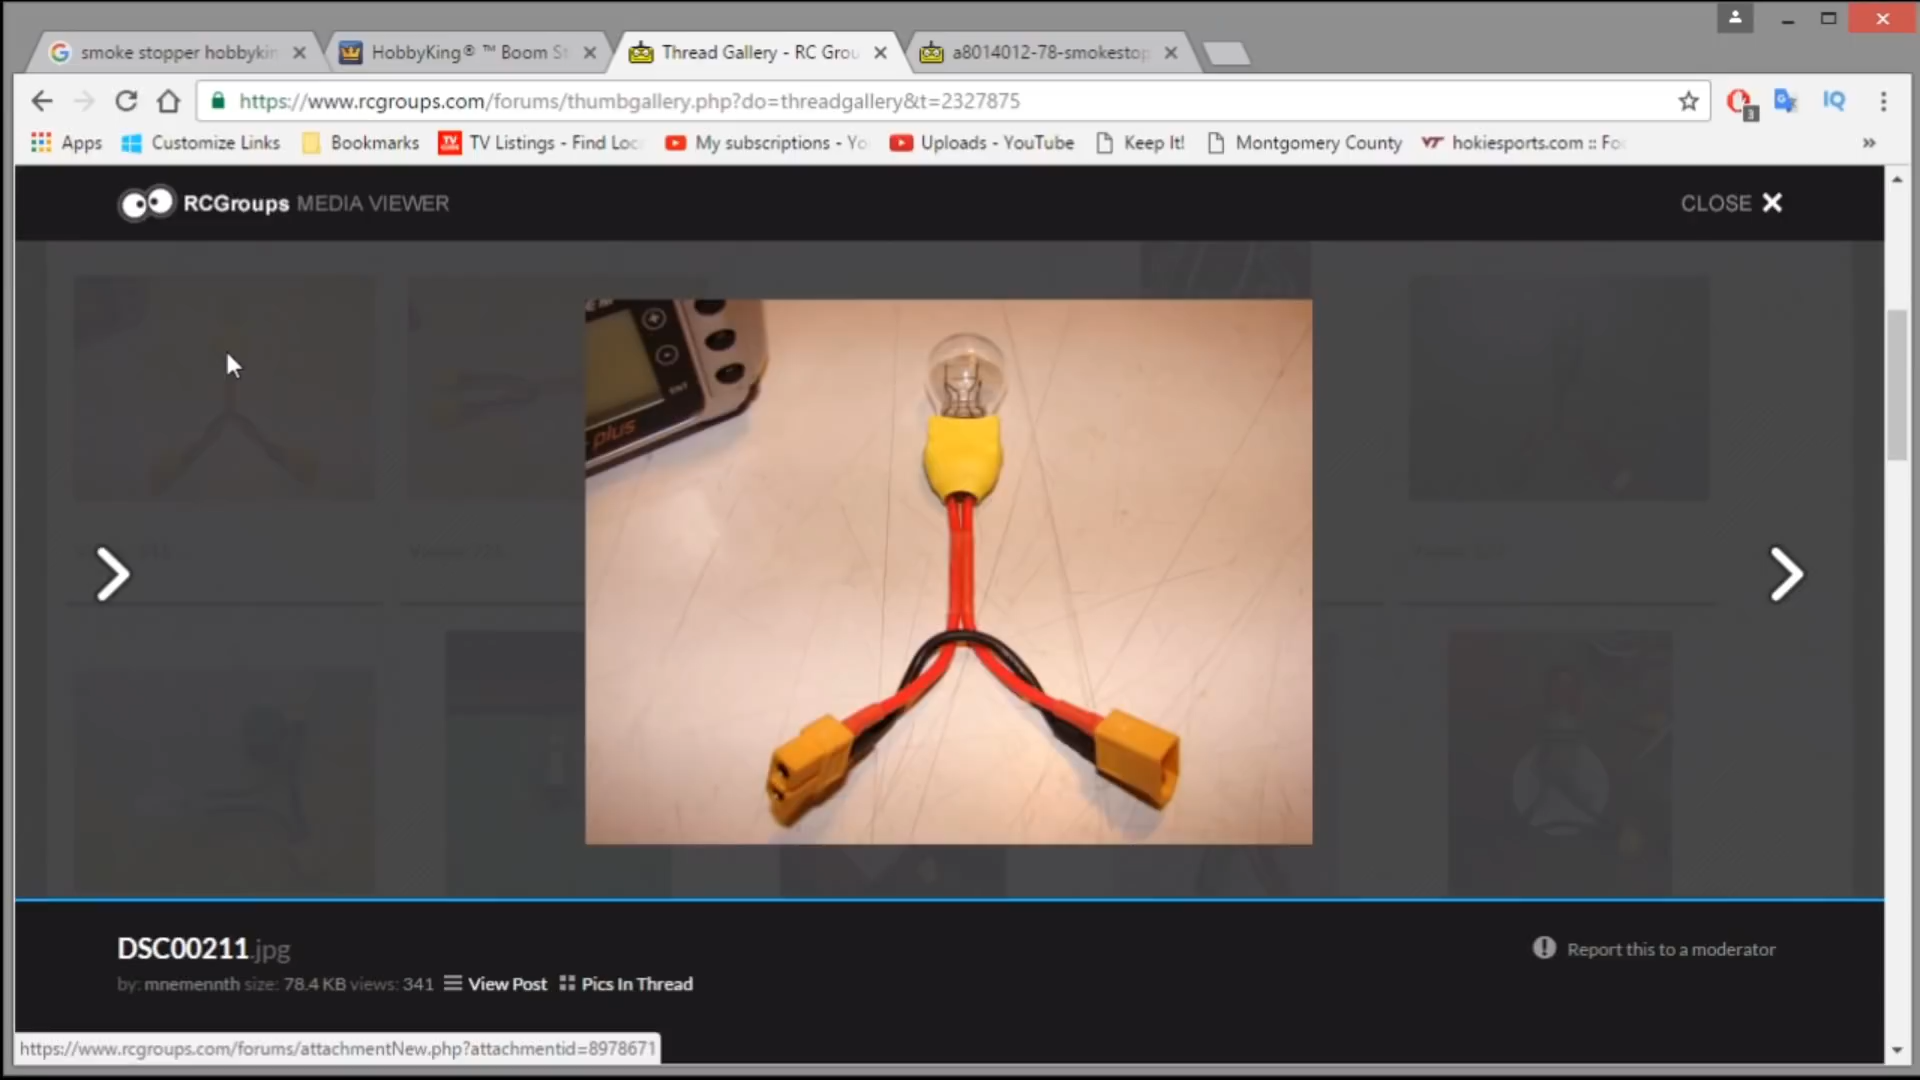 smoke stopper hobbykin
HobbyKing® ™ Boom St
Thread Gallery - RC Grou
a8014012-78-smokestop
https://www.rcgroups.com/forums/thumbgallery.php?do=threadgallery&t=2327875
3
IQ
Apps
Customize Links
Bookmarks
TV Listings - Find Loc
My subscriptions - Yo
Uploads - YouTube
Keep It!
Montgomery County
hokiesports.com :: Fo
»
RCGroups MEDIA VIEWER
CLOSE
ENT
plus
DSC00211.jpg
Report this to a moderator
by: mnemennth size: 78.4 KB views: 341 View Post Pics In Thread
https://www.rcgroups.com/forums/attachmentNew.php?attachmentid=8978671